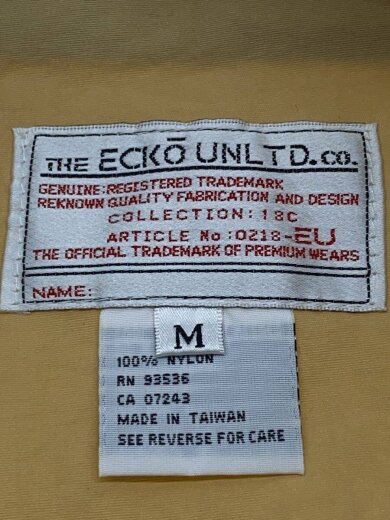 THE ECKŌ UNLTD.CO.
GENUINE:REGISTERED TRADEMARK
REKNOWN QUALITY FABRICATION AND DESIGN
COLLECTION:18C
ARTICLE No:0218-EU
THE OFFICIAL TRADEMARK OF PREMIUM WEARS
NAME:
M
100% NYLON
RN 93536
CA 07243
MADE IN TAIWAN
SEE REVERSE FOR CARE